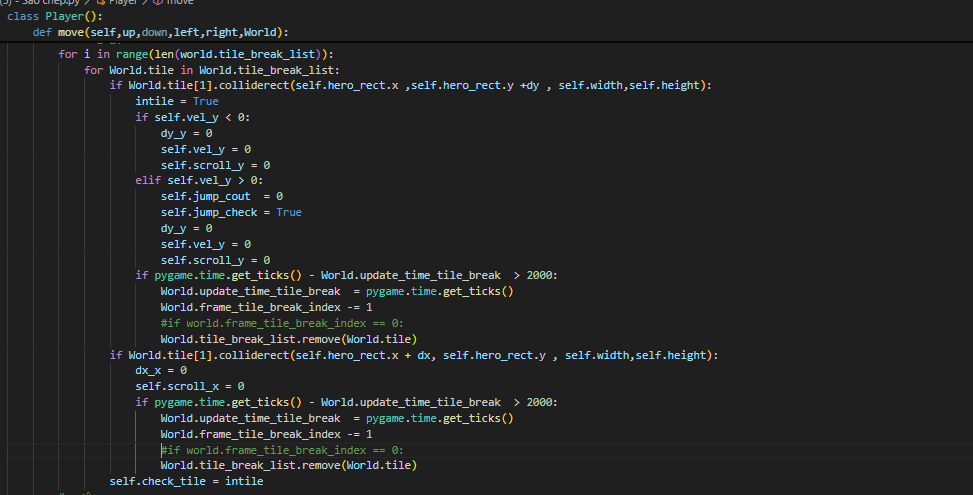 (3) - Sao chep.py > Player > move
class Player():
    def move(self,up,down,left,right,World):
        for i in range(len(world.tile_break_list)):
            for World.tile in World.tile_break_list:
                if World.tile[1].colliderect(self.hero_rect.x ,self.hero_rect.y +dy , self.width,self.height):
                    intile = True
                    if self.vel_y < 0:
                        dy_y = 0
                        self.vel_y = 0
                        self.scroll_y = 0
                    elif self.vel_y > 0:
                        self.jump_cout  = 0
                        self.jump_check = True
                        dy_y = 0
                        self.vel_y = 0
                        self.scroll_y = 0
                    if pygame.time.get_ticks() - World.update_time_tile_break  > 2000:
                        World.update_time_tile_break  = pygame.time.get_ticks()
                        World.frame_tile_break_index -= 1
                        #if world.frame_tile_break_index == 0:
                        World.tile_break_list.remove(World.tile)
                if World.tile[1].colliderect(self.hero_rect.x + dx, self.hero_rect.y , self.width,self.height):
                    dx_x = 0
                    self.scroll_x = 0
                    if pygame.time.get_ticks() - World.update_time_tile_break  > 2000:
                        World.update_time_tile_break  = pygame.time.get_ticks()
                        World.frame_tile_break_index -= 1
                        #if world.frame_tile_break_index == 0:
                        World.tile_break_list.remove(World.tile)
                self.check_tile = intile